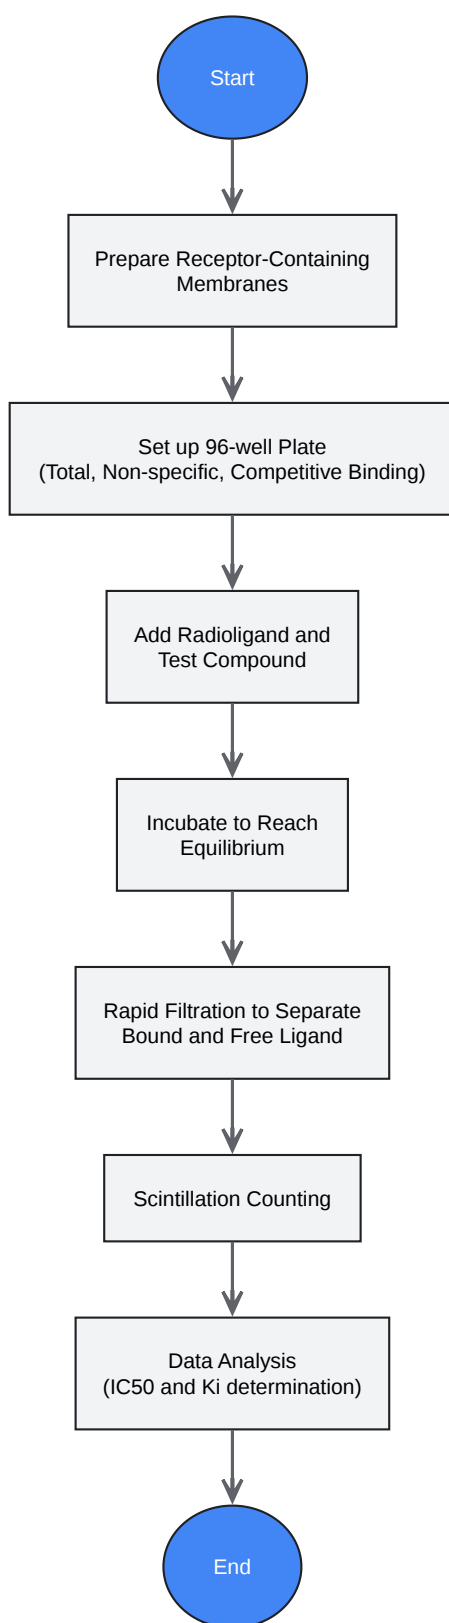 Start
Prepare Receptor-Containing
Membranes
Set up 96-well Plate
(Total, Non-specific, Competitive Binding)
Add Radioligand and
Test Compound
Incubate to Reach
Equilibrium
Rapid Filtration to Separate
Bound and Free Ligand
Scintillation Counting
Data Analysis
(IC50 and Ki determination)
End